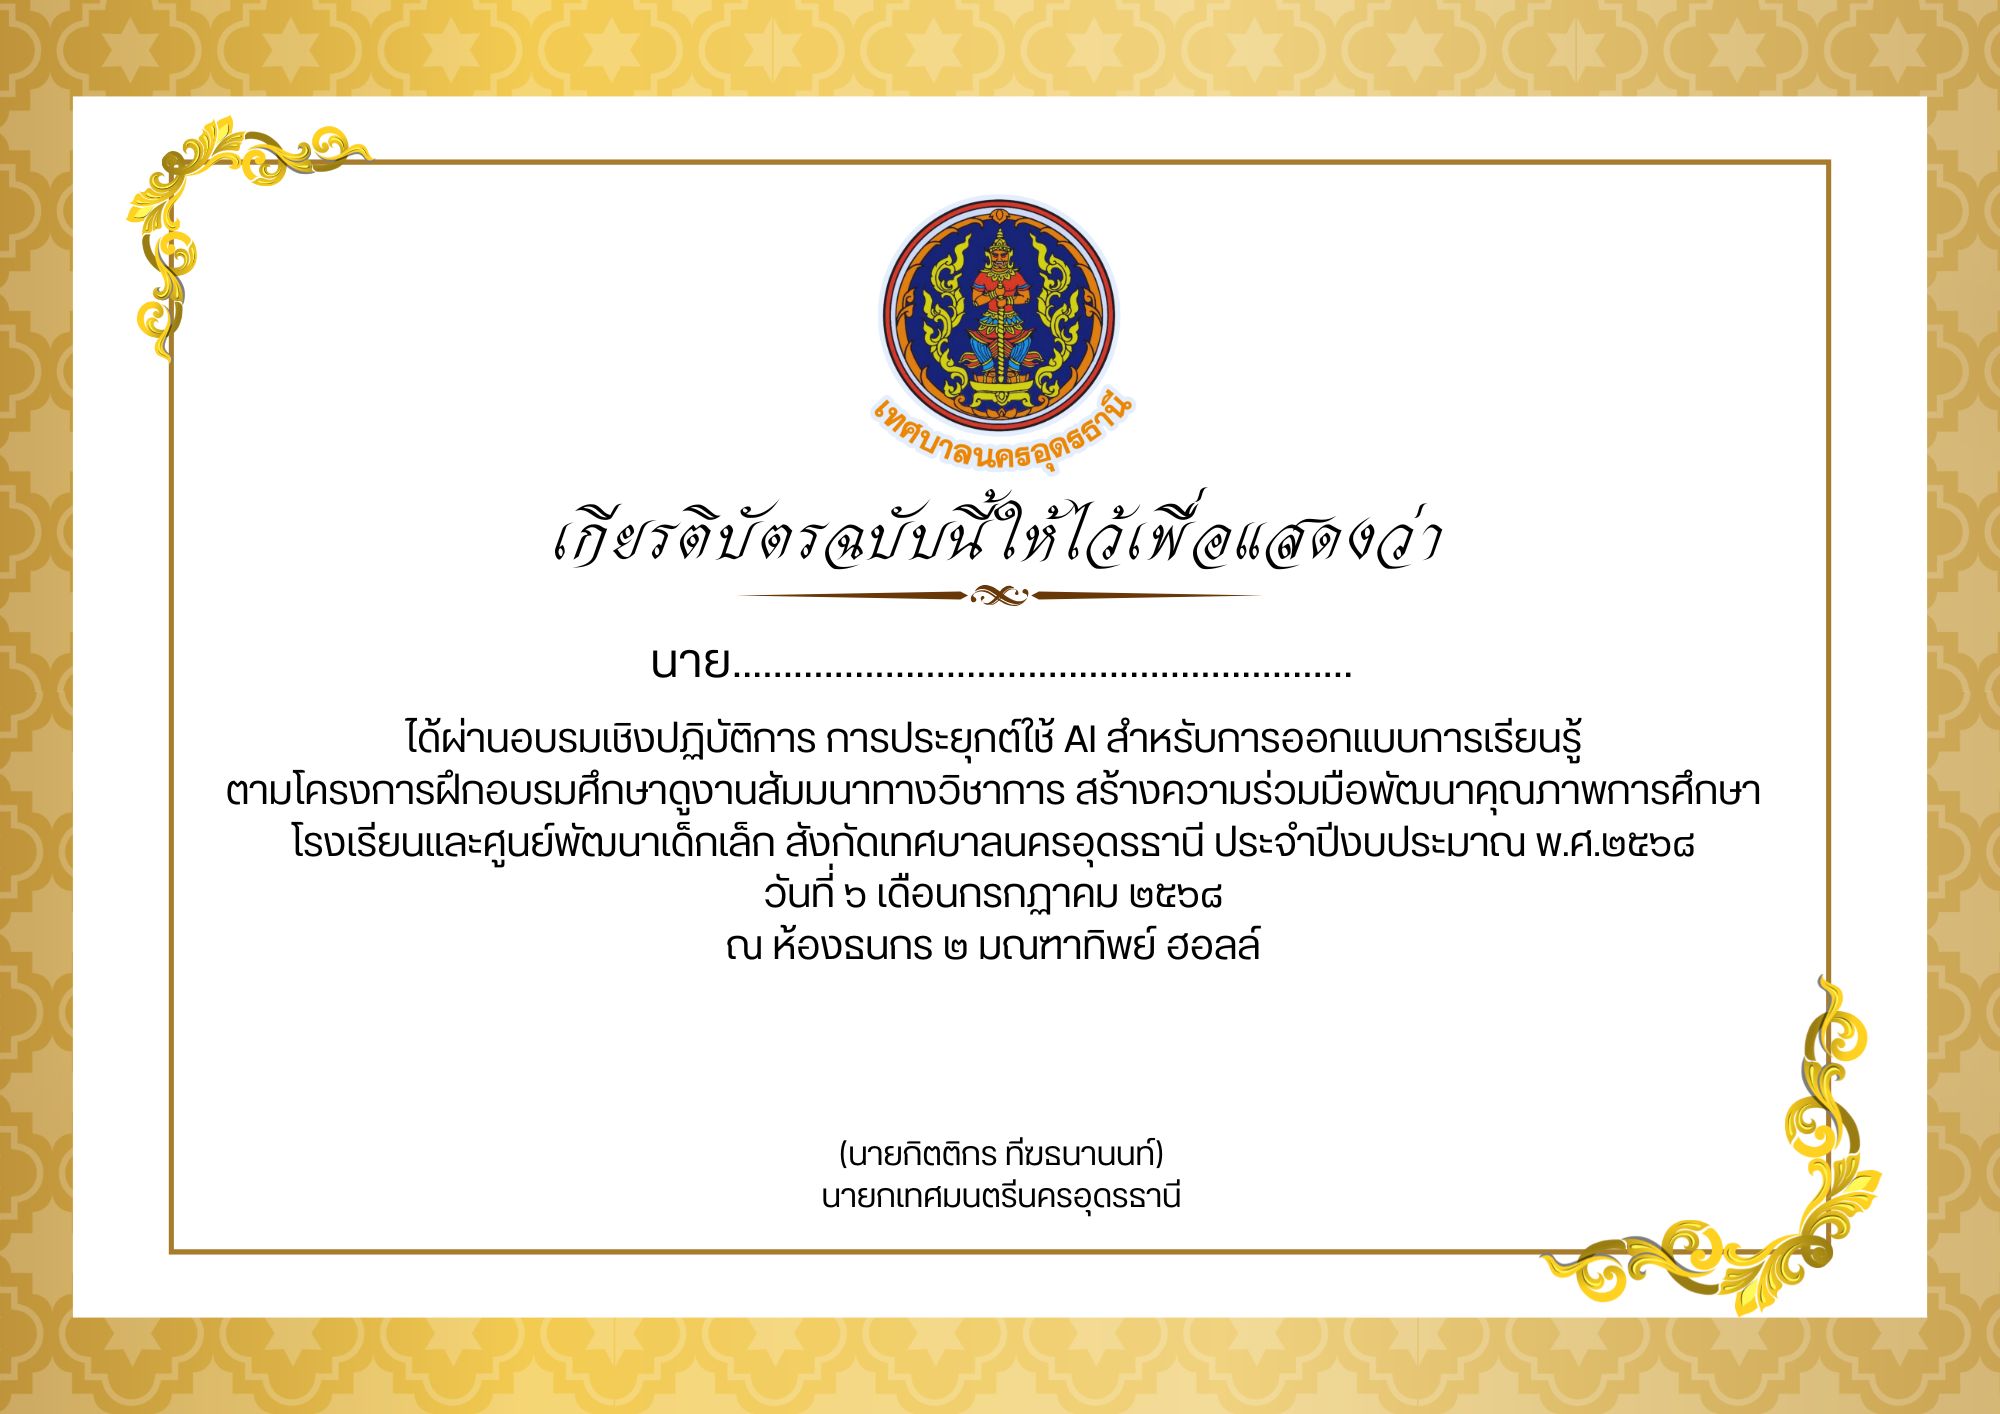 เทศบาลนครอุดรธานี
เกียรติบัตรฉบับนี้ให้ไว้เพื่อแสดงว่า
นาย.............................................................
ได้ผ่านอบรมเชิงปฏิบัติการ การประยุกต์ใช้ AI สำหรับการออกแบบการเรียนรู้
ตามโครงการฝึกอบรมศึกษาดูงานสัมมนาทางวิชาการ สร้างความร่วมมือพัฒนาคุณภาพการศึกษา
โรงเรียนและศูนย์พัฒนาเด็กเล็ก สังกัดเทศบาลนครอุดรธานี ประจำปีงบประมาณ พ.ศ.๒๕๖๘
วันที่ ๖ เดือนกรกฎาคม ๒๕๖๘
ณ ห้องธนกร ๒ มณฑาทิพย์ ฮอลล์
(นายกิตติกร ทีฆธนานนท์)
นายกเทศมนตรีนครอุดรธานี